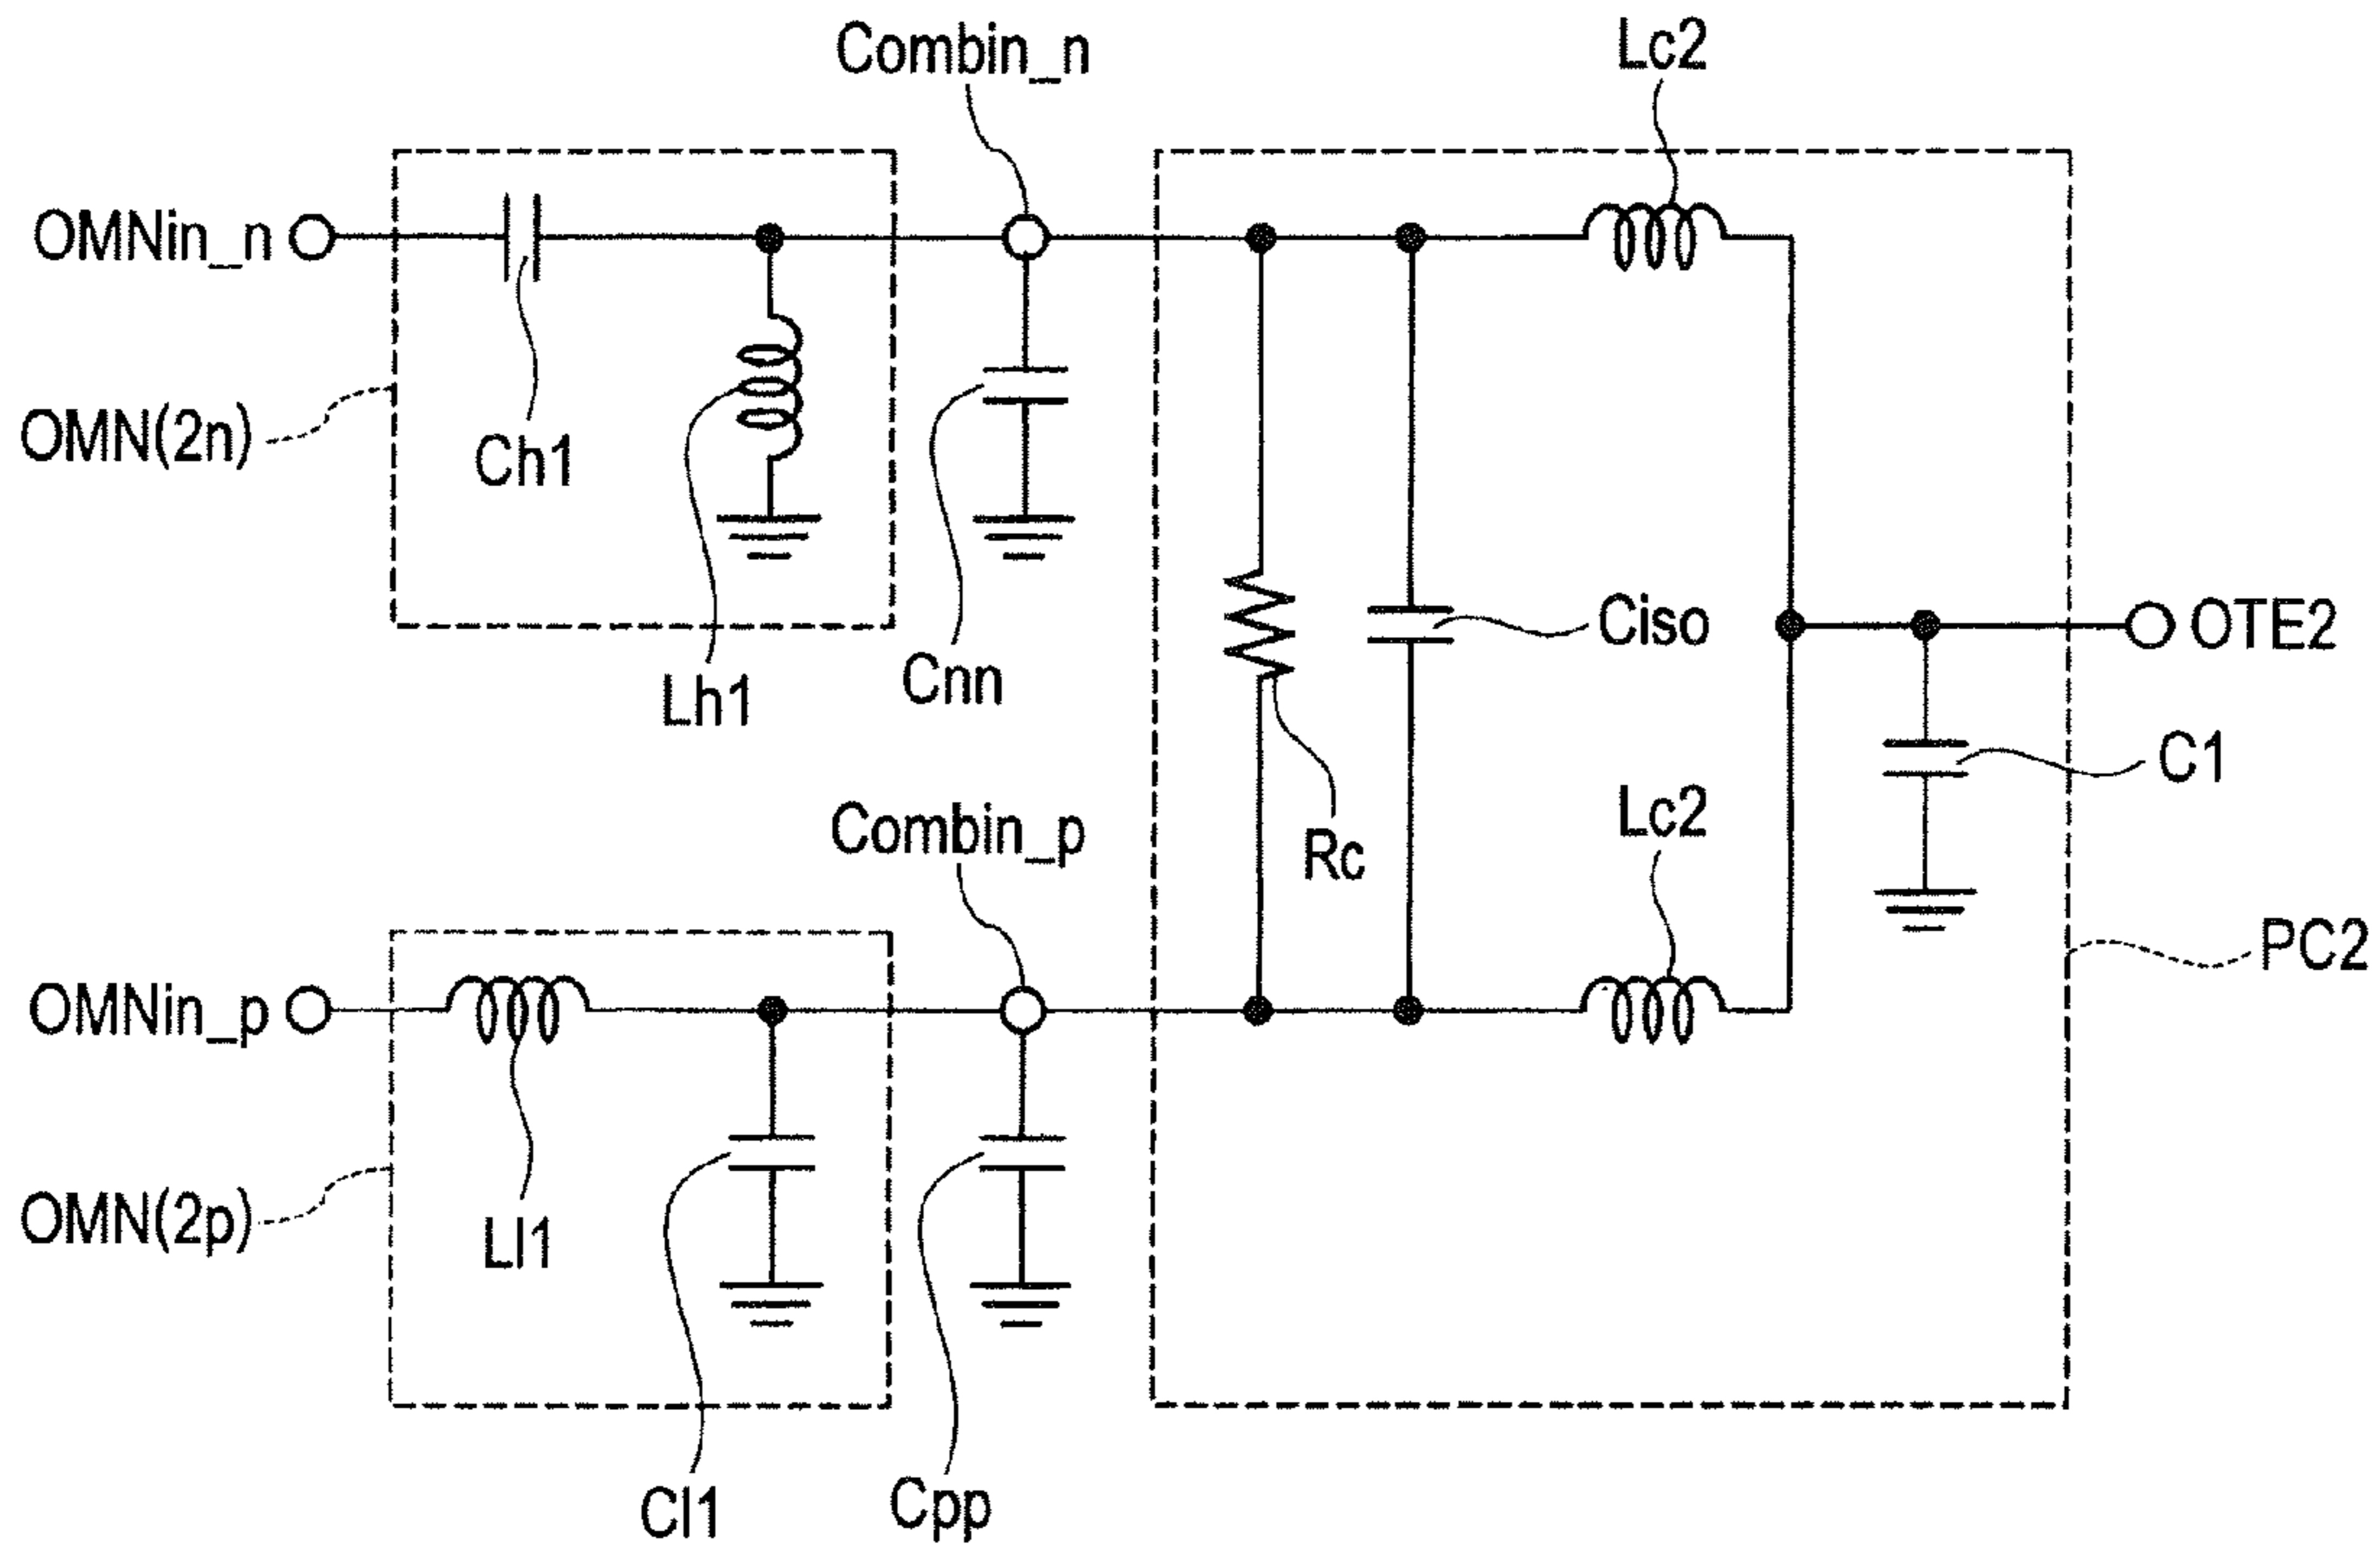 Combin_n
Lc2
OMNin_n
OMN(2n)
Ch1
Lh1
Cnn
Ciso
OTE2
C1
Rc
Lc2
Combin_p
PC2
OMNin_p
OMN(2p)
Ll1
Cl1
Cpp